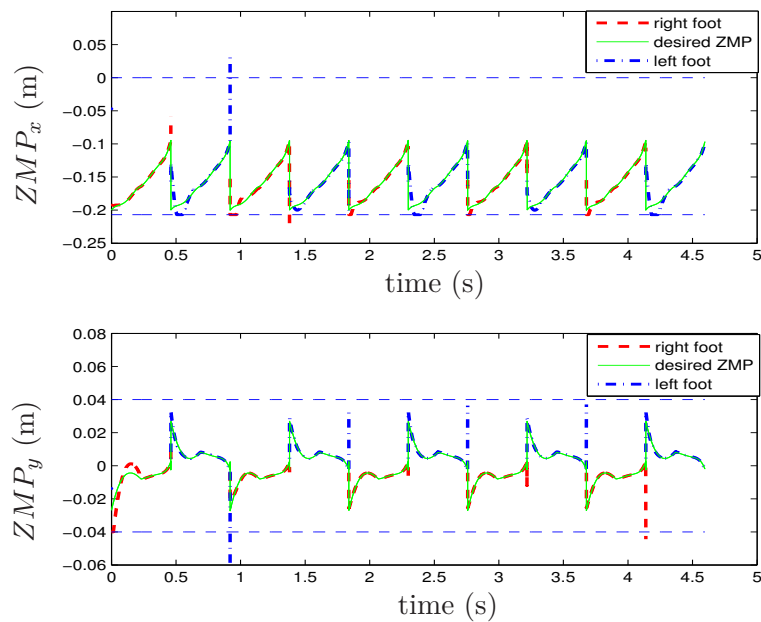 0.05
0
−0.05
−0.1
−0.15
−0.2
−0.25
ZMPx (m)
right foot
desired ZMP
left foot
0 0.5 1 1.5 2 2.5 3 3.5 4 4.5 5
time (s)
0.08
0.06
0.04
0.02
0
−0.02
−0.04
−0.06
ZMPy (m)
right foot
desired ZMP
left foot
0 0.5 1 1.5 2 2.5 3 3.5 4 4.5 5
time (s)